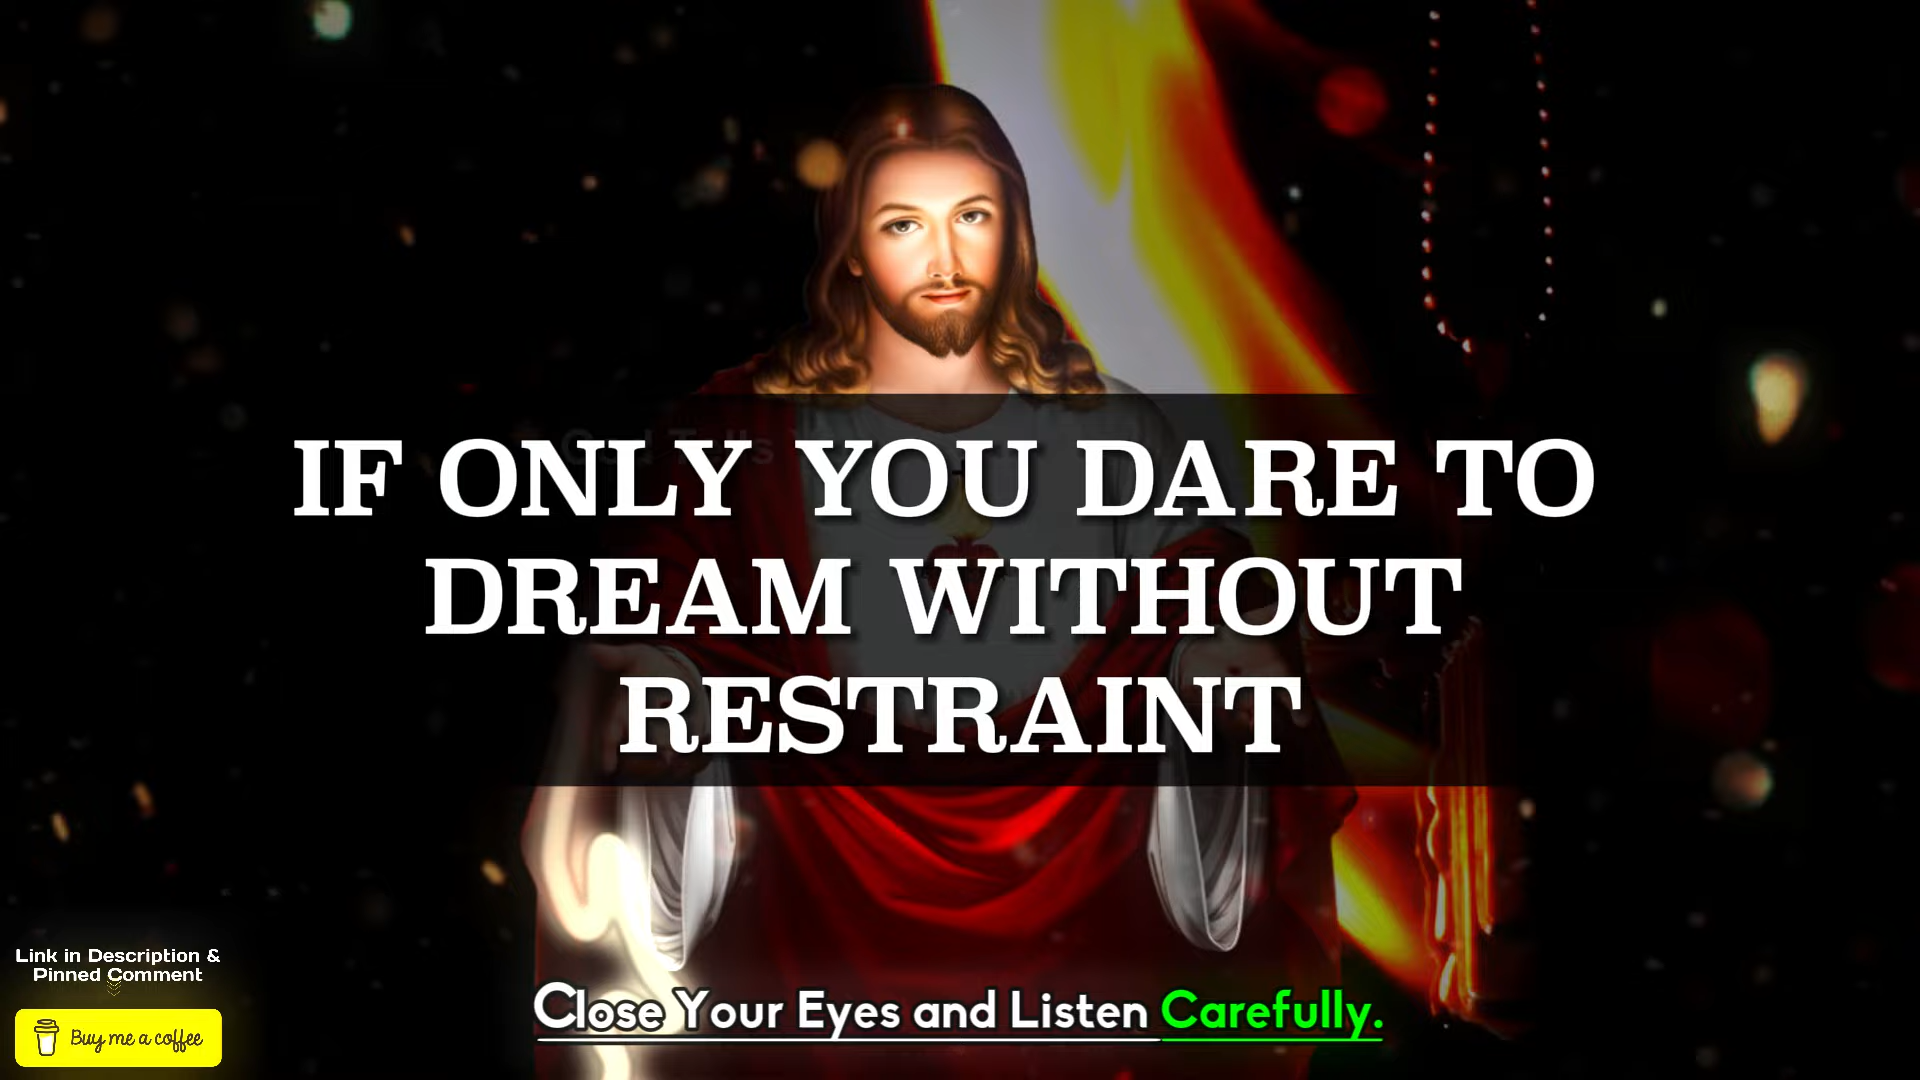 IF ONLY YOU DARE TO
DREAM WITHOUT
RESTRAINT
Link in Description &
Pinned Comment
Buy me a coffee
Close Your Eyes and Listen Carefully.